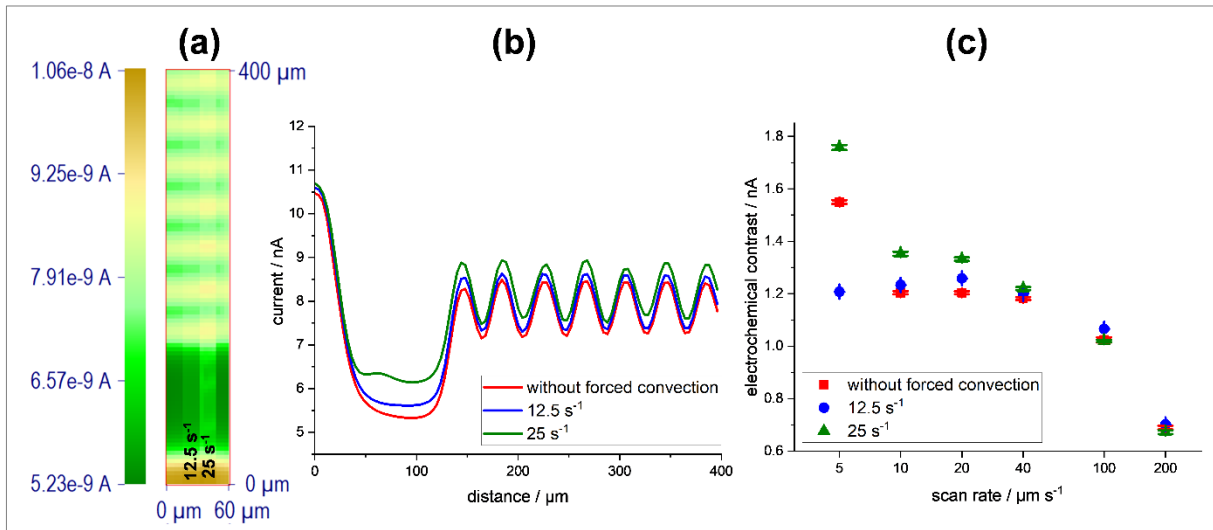 (a)
1.06e-8 A
9.25e-9 A
7.91e-9 A
6.57e-9 A
5.23e-9 A
400 µm
0 µm
0 µm 60 µm
12.5 s⁻¹
25 s⁻¹
(b)
current / nA
12
11
10
9
8
7
6
5
0 100 200 300 400
distance / µm
without forced convection
12.5 s⁻¹
25 s⁻¹
(c)
electrochemical contrast / nA
1.8
1.6
1.4
1.2
1.0
0.8
0.6
5 10 20 40 100 200
scan rate / µm s⁻¹
without forced convection
12.5 s⁻¹
25 s⁻¹